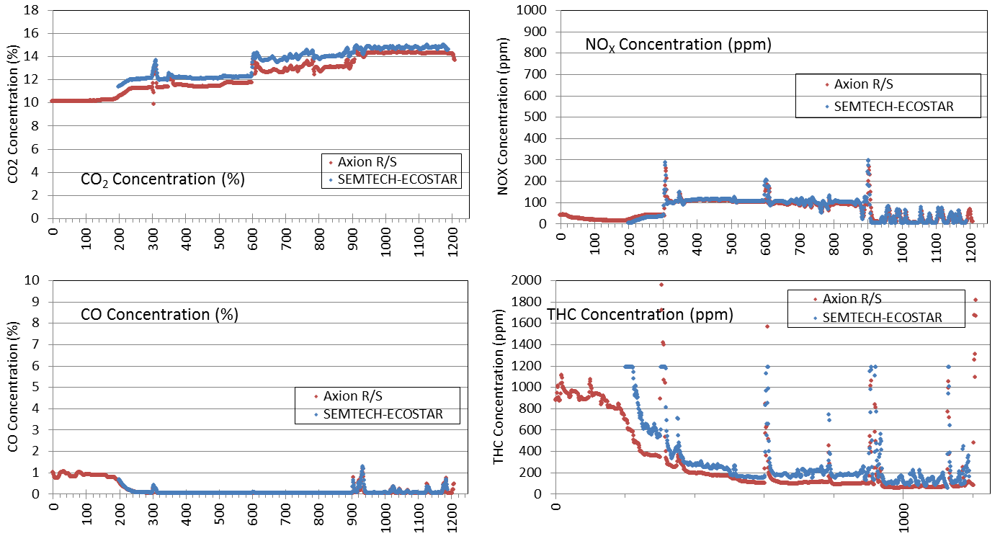 18
16
14
12
10
8
6
4
2
0
CO2 Concentration (%)
CO₂ Concentration (%)
Axion R/S
SEMTECH-ECOSTAR
0 100 200 300 400 500 600 700 800 900 1000 1100 1200
1000
900
800
700
600
500
400
300
200
100
0
NOX Concentration (ppm)
NOX Concentration (ppm)
Axion R/S
SEMTECH-ECOSTAR
0 100 200 300 400 500 600 700 800 900 1000 1100 1200
10
9
8
7
6
5
4
3
2
1
0
CO Concentration (%)
CO Concentration (%)
Axion R/S
SEMTECH-ECOSTAR
0 100 200 300 400 500 600 700 800 900 1000 1100 1200
2000
1800
1600
1400
1200
1000
800
600
400
200
0
THC Concentration (ppm)
THC Concentration (ppm)
Axion R/S
SEMTECH-ECOSTAR
0 1000